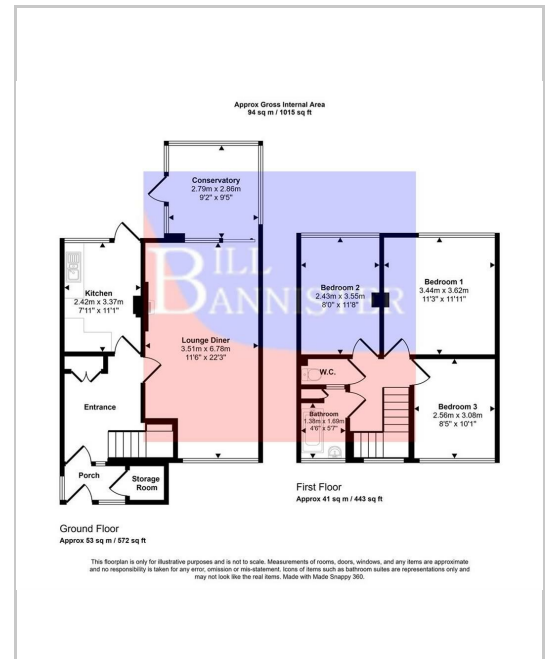 Approx Gross Internal Area
94 sq m / 1015 sq ft
Conservatory
2.79m x 2.86m
9'2" x 9'5"
Kitchen
2.42m x 3.37m
7'11" x 11'1"
Lounge Diner
3.51m x 6.78m
11'6" x 22'3"
Entrance
Porch
Storage
Room
Ground Floor
Approx 53 sq m / 572 sq ft
BILL
BANNISTER
Bedroom 2
2.43m x 3.55m
8'0" x 11'8"
Bedroom 1
3.44m x 3.62m
11'3" x 11'11"
W.C.
Bathroom
1.38m x 1.69m
4'6" x 5'7"
Bedroom 3
2.56m x 3.08m
8'5" x 10'1"
First Floor
Approx 41 sq m / 443 sq ft
This floorplan is only for illustrative purposes and is not to scale. Measurements of rooms, doors, windows, and any items are approximate
and no responsibility is taken for any error, omission or mis-statement. Icons of items such as bathroom suites are representations only and
may not look like the real items. Made with Made Snappy 360.